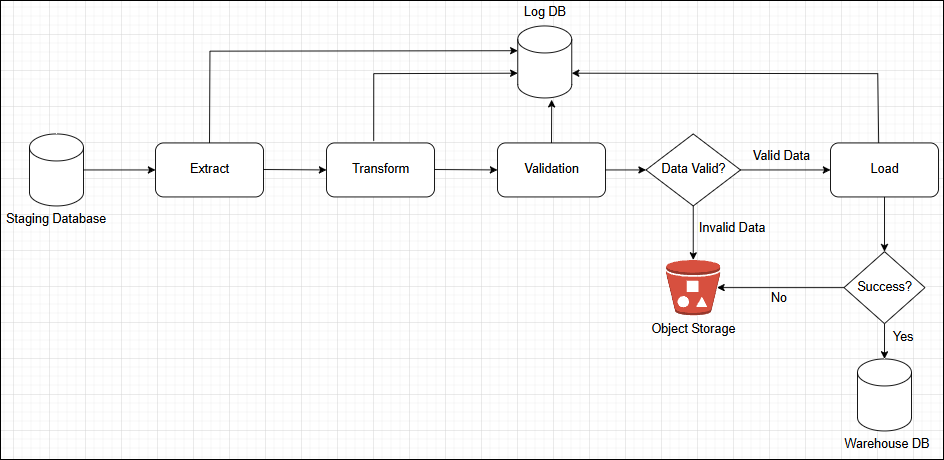 Log DB
Extract
Transform
Validation
Data Valid?
Valid Data
Load
Staging Database
Invalid Data
Success?
No
Object Storage
Yes
Warehouse DB